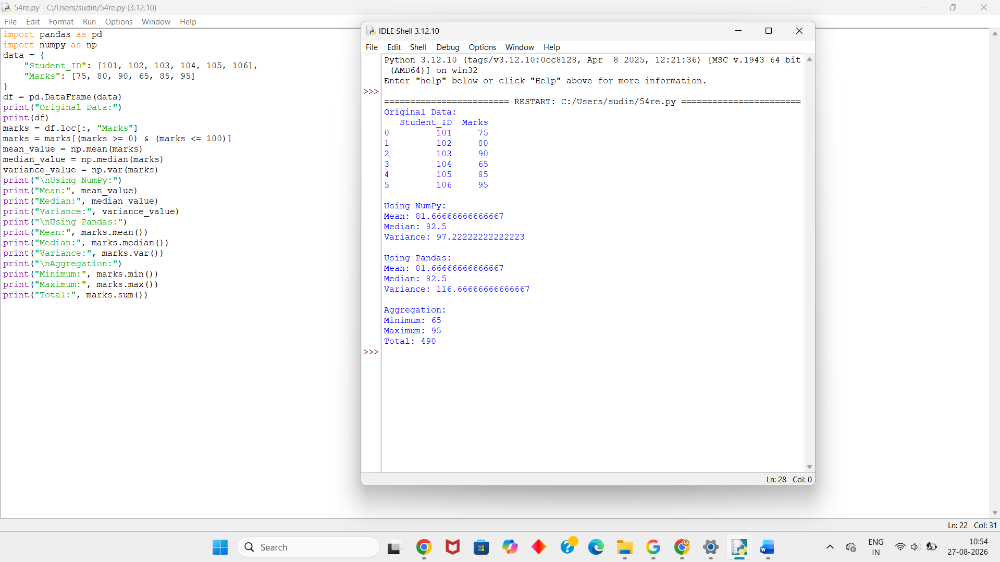 54re.py - C:/Users/sudin/54re.py (3.12.10)
File Edit Format Run Options Window Help
import pandas as pd
import numpy as np
data = {
    "Student_ID": [101, 102, 103, 104, 105, 106],
    "Marks": [75, 80, 90, 65, 85, 95]
}
df = pd.DataFrame(data)
print("Original Data:")
print(df)
marks = df.loc[:, "Marks"]
marks = marks[(marks >= 0) & (marks <= 100)]
mean_value = np.mean(marks)
median_value = np.median(marks)
variance_value = np.var(marks)
print("\nUsing NumPy:")
print("Mean:", mean_value)
print("Median:", median_value)
print("Variance:", variance_value)
print("\nUsing Pandas:")
print("Mean:", marks.mean())
print("Median:", marks.median())
print("Variance:", marks.var())
print("\nAggregation:")
print("Minimum:", marks.min())
print("Maximum:", marks.max())
print("Total:", marks.sum())
IDLE Shell 3.12.10
File Edit Shell Debug Options Window Help
Python 3.12.10 (tags/v3.12.10:0cc8128, Apr  8 2025, 12:21:36) [MSC v.1943 64 bit
(AMD64)] on win32
Enter "help" below or click "Help" above for more information.
>>>
======================== RESTART: C:/Users/sudin/54re.py =======================
Original Data:
   Student_ID  Marks
0         101     75
1         102     80
2         103     90
3         104     65
4         105     85
5         106     95
Using NumPy:
Mean: 81.66666666666667
Median: 82.5
Variance: 97.22222222222223
Using Pandas:
Mean: 81.66666666666667
Median: 82.5
Variance: 116.66666666666667
Aggregation:
Minimum: 65
Maximum: 95
Total: 490
>>>
Ln: 28 Col: 0
Ln: 22 Col: 31
Search
ENG
IN
10:54
27-08-2026